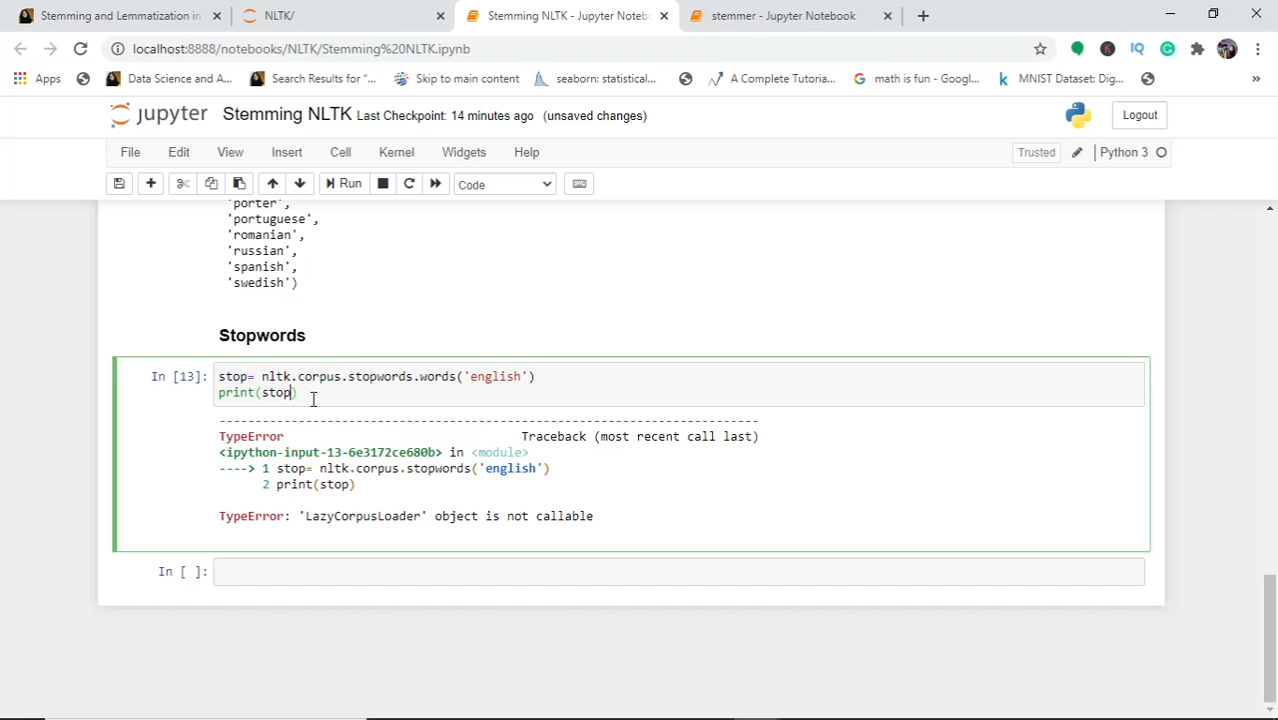 Stemming and Lemmatization in
NLTK/
Stemming NLTK - Jupyter Noteb
stemmer - Jupyter Notebook
localhost:8888/notebooks/NLTK/Stemming%20NLTK.ipynb
Apps
Data Science and A...
Search Results for "...
Skip to main content
seaborn: statistical...
A Complete Tutoria...
math is fun - Googl...
MNIST Dataset: Dig...
jupyter Stemming NLTK Last Checkpoint: 14 minutes ago (unsaved changes)
Logout
File Edit View Insert Cell Kernel Widgets Help
Trusted
Python 3
Run
Code
'porter',
'portuguese',
'romanian',
'russian',
'spanish',
'swedish')
Stopwords
In [13]: stop= nltk.corpus.stopwords.words('english')
print(stop)
---------------------------------------------------------------------------
TypeError Traceback (most recent call last)
<ipython-input-13-6e3172ce680b> in <module>
----> 1 stop= nltk.corpus.stopwords('english')
2 print(stop)
TypeError: 'LazyCorpusLoader' object is not callable
In [ ]: